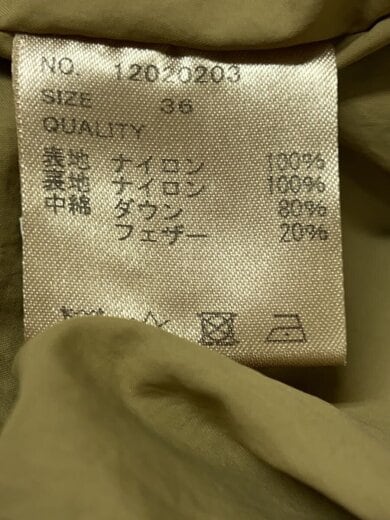 NO. 12020203
SIZE 36
QUALITY
表地 ナイロン 100%
裏地 ナイロン 100%
中綿 ダウン 80%
フェザー 20%